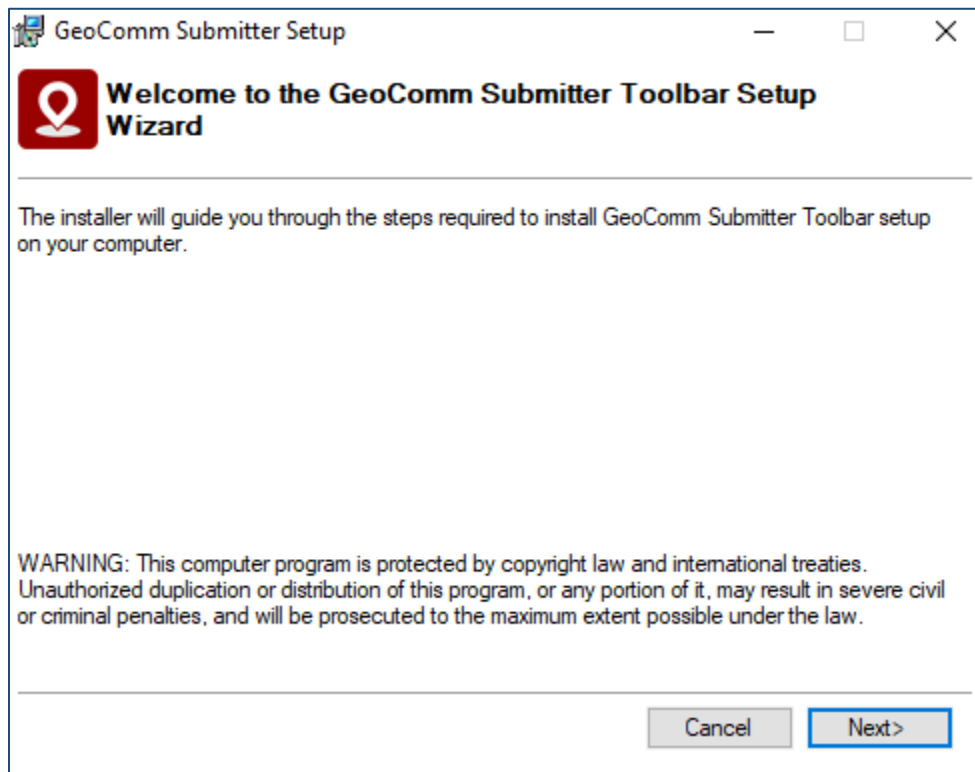 GeoComm Submitter Setup
Welcome to the GeoComm Submitter Toolbar Setup
Wizard
The installer will guide you through the steps required to install GeoComm Submitter Toolbar setup
on your computer.
WARNING: This computer program is protected by copyright law and international treaties.
Unauthorized duplication or distribution of this program, or any portion of it, may result in severe civil
or criminal penalties, and will be prosecuted to the maximum extent possible under the law.
Cancel Next>